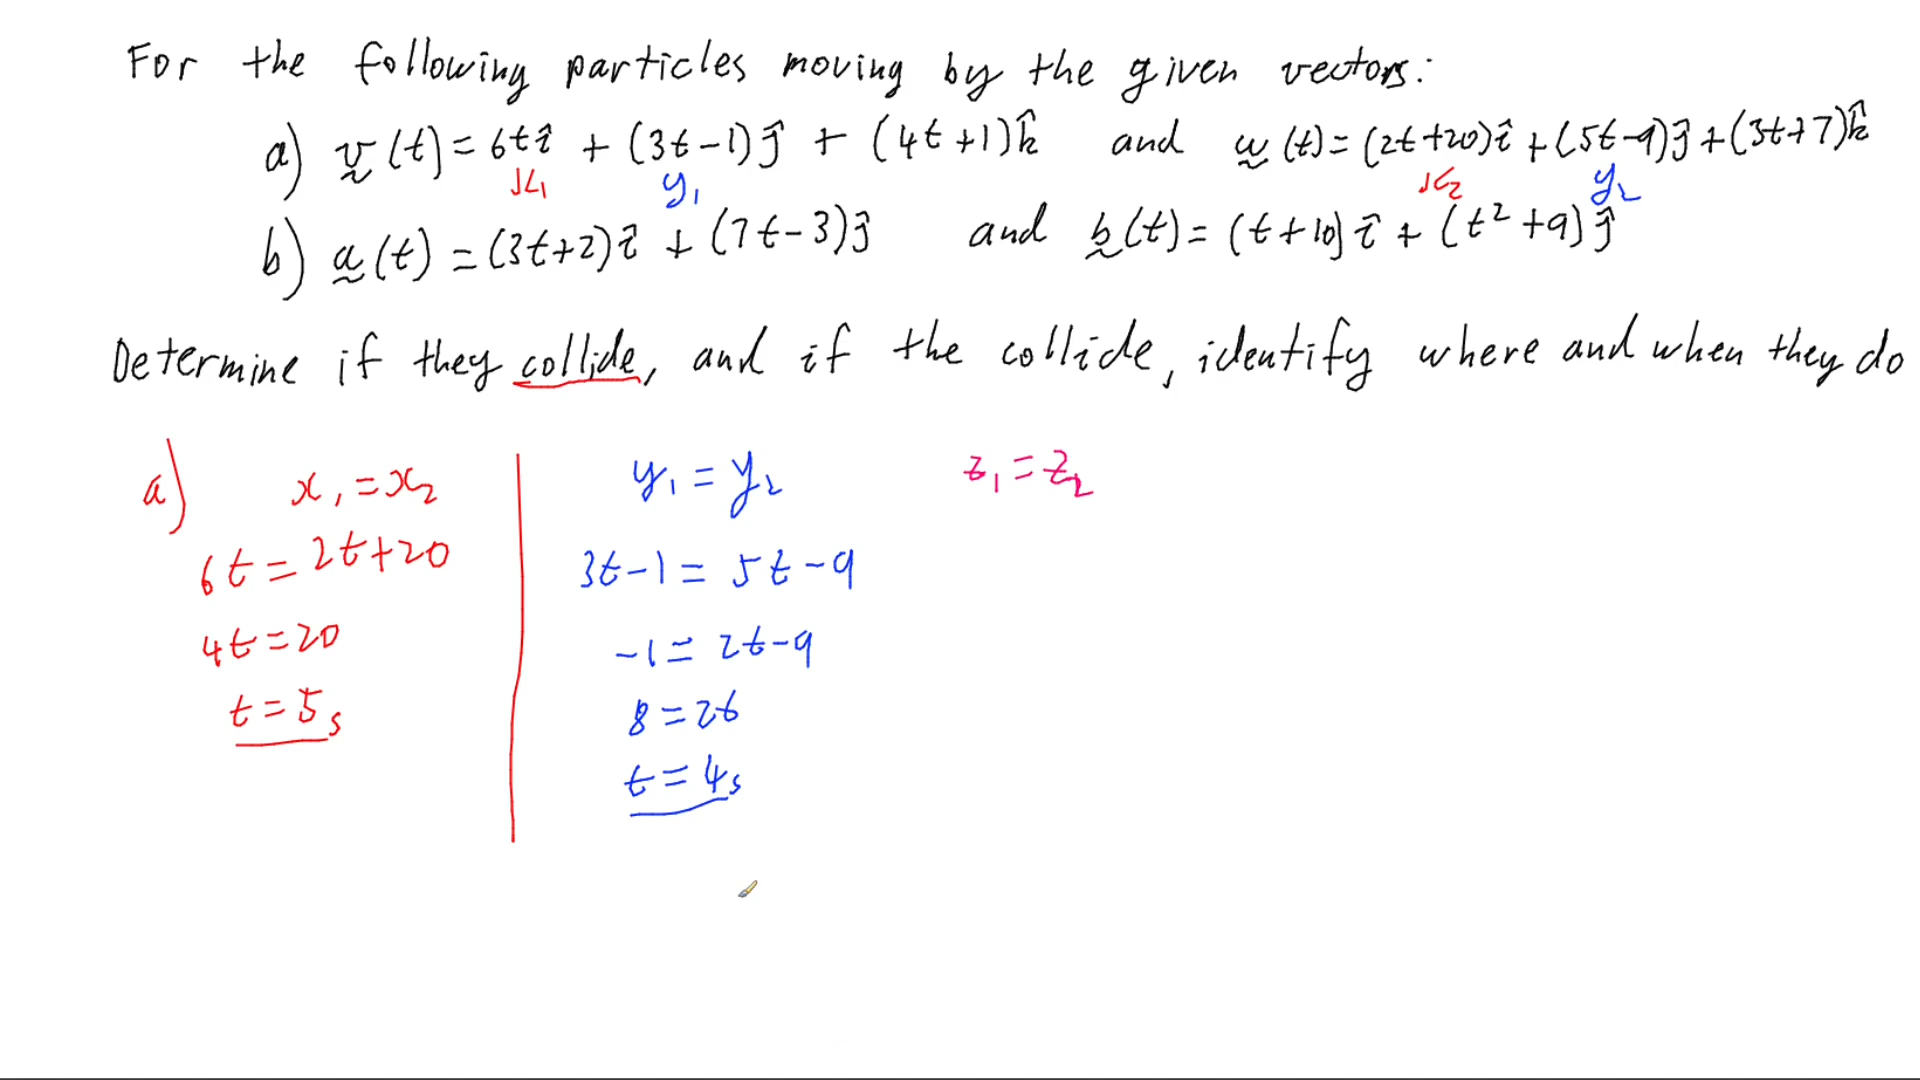 For the following particles moving by the given vectors:
a) v(t) = 6t î + (3t-1) ĵ + (4t+1) k̂ and w(t) = (2t+20) î + (5t-9) ĵ + (3t+7) k̂
x₁ y₁ x₂ y₂
b) a(t) = (3t+2) î + (7t-3) ĵ and b(t) = (t+10) î + (t²+9) ĵ
Determine if they collide, and if the collide, identify where and when they do
a) x₁ = x₂
6t = 2t+20
4t = 20
t = 5s
y₁ = y₂
3t-1 = 5t-9
-1 = 2t-9
8 = 2t
t = 4s
z₁ = z₂